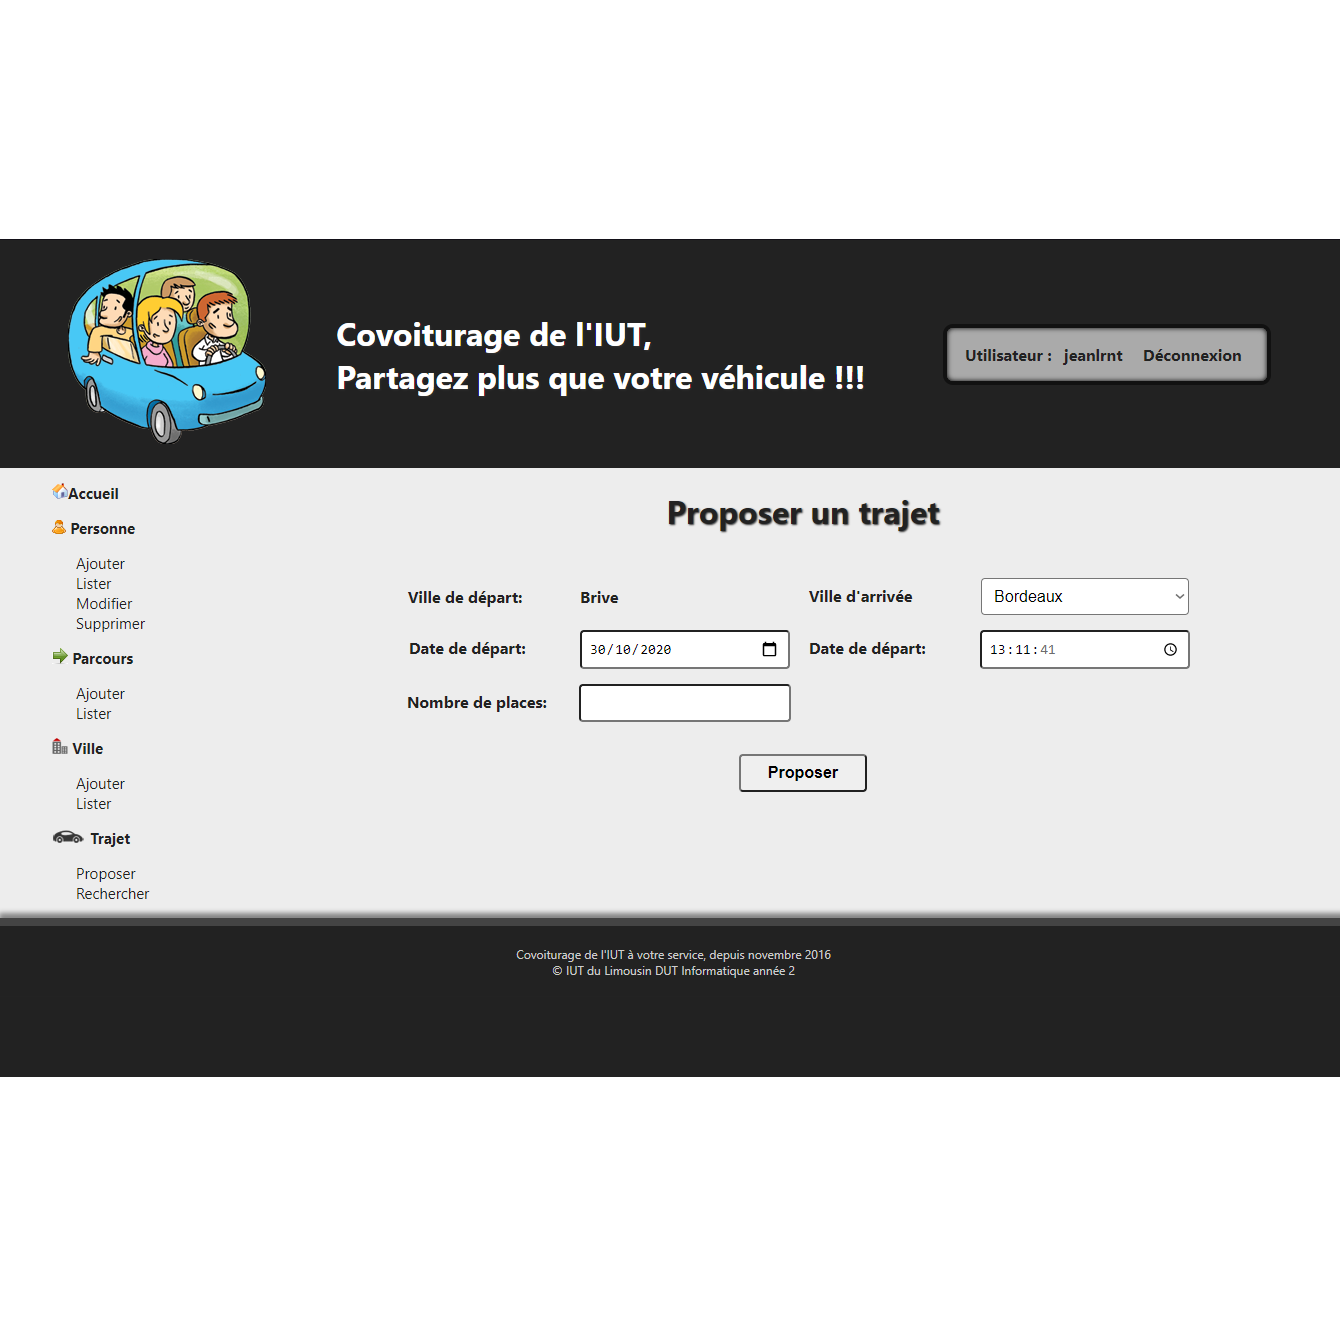 Covoiturage de l'IUT,
Partagez plus que votre véhicule !!!
Utilisateur : jeanlrnt Déconnexion
Accueil
Personne
Ajouter
Lister
Modifier
Supprimer
Parcours
Ajouter
Lister
Ville
Ajouter
Lister
Trajet
Proposer
Rechercher
Proposer un trajet
Ville de départ: Brive Ville d'arrivée Bordeaux
Date de départ: 30/10/2020 Date de départ: 13:11:41
Nombre de places:
Proposer
Covoiturage de l'IUT à votre service, depuis novembre 2016
© IUT du Limousin DUT Informatique année 2